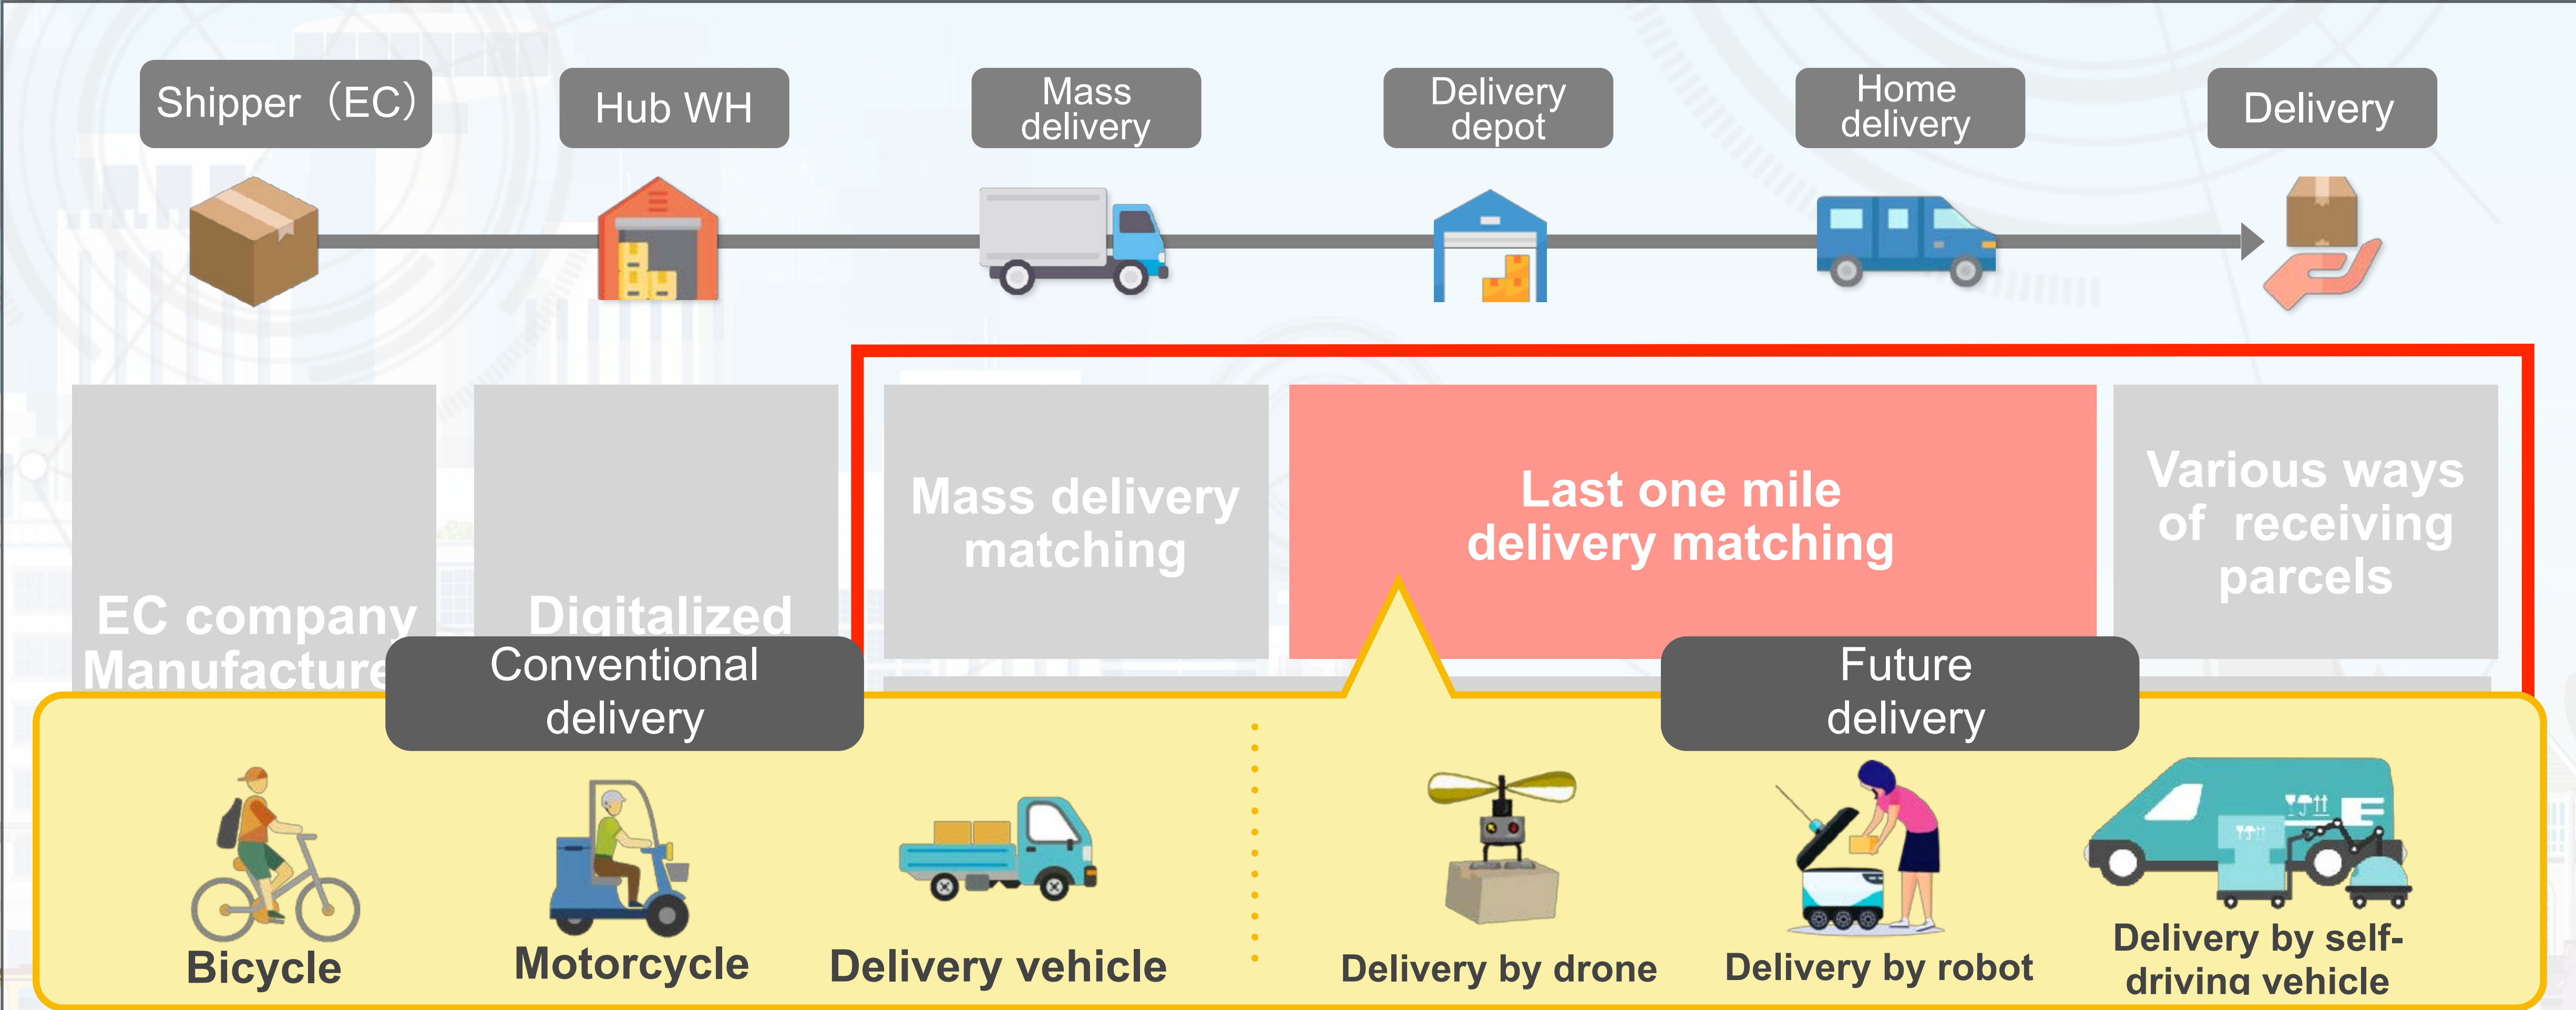 Shipper（EC）
Hub WH
Mass
delivery
Delivery
depot
Home
delivery
Delivery
EC company
Manufacture
Digitalized
Mass delivery
matching
Last one mile
delivery matching
Various ways
of receiving
parcels
Conventional
delivery
Future
delivery
Bicycle
Motorcycle
Delivery vehicle
Delivery by drone
Delivery by robot
Delivery by self-
driving vehicle